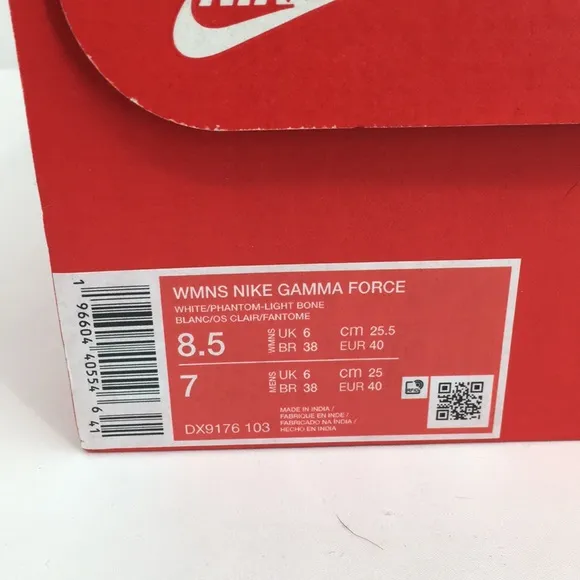 NIKE
WMNS NIKE GAMMA FORCE
WHITE/PHANTOM-LIGHT BONE
BLANC/OS CLAIR/FANTOME
8.5 WMNS UK 6 cm 25.5
BR 38 EUR 40
7 MENS UK 6 cm 25
BR 38 EUR 40
MADE IN INDIA/
FABRIQUE EN INDE/
FABRICADO NA ÍNDIA/
HECHO EN INDIA
DX9176 103
1 96604 40554 6 41